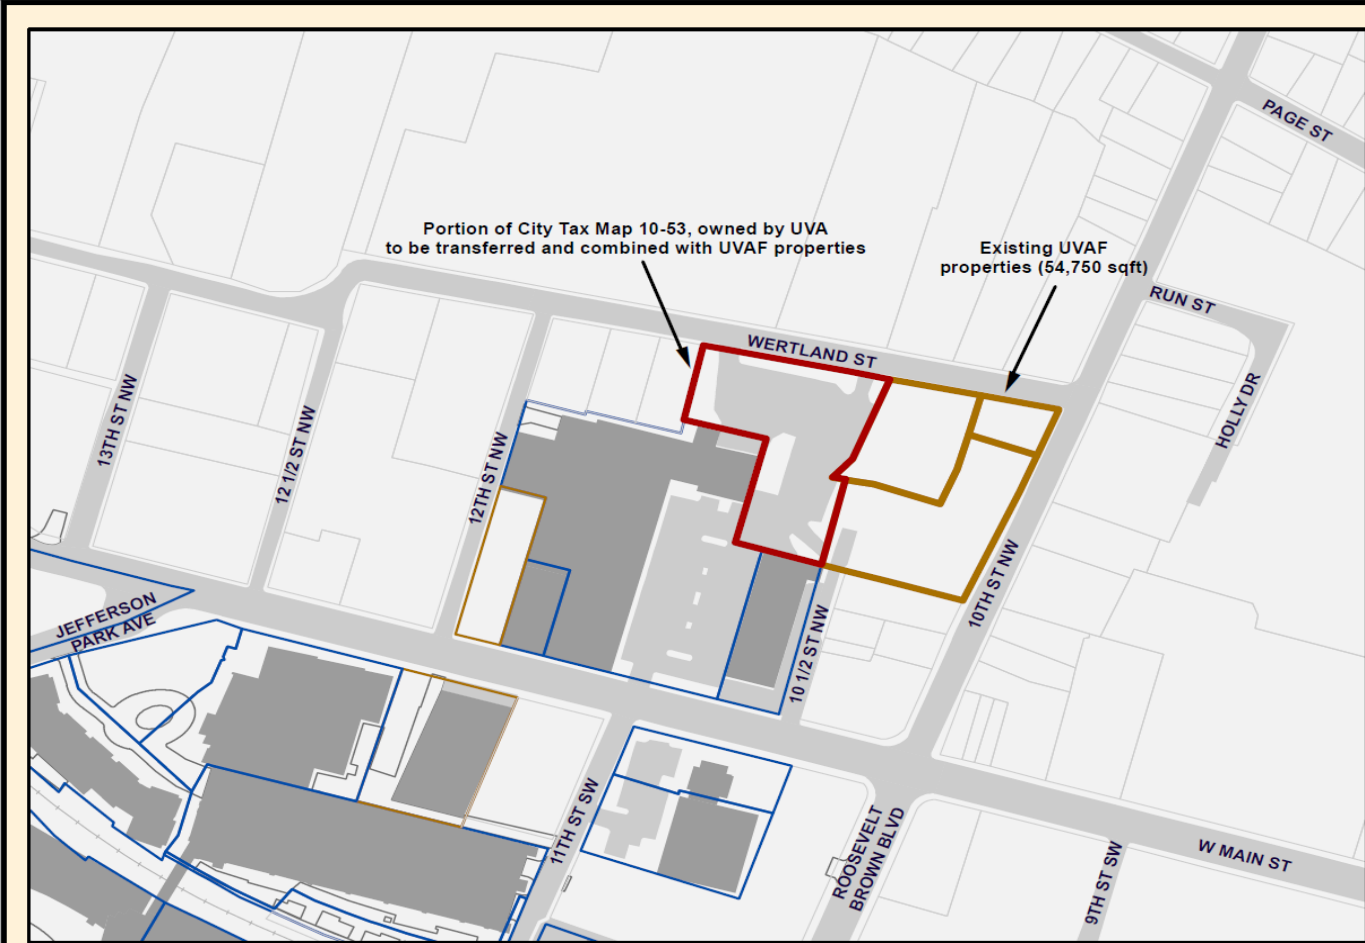 PAGE ST
Portion of City Tax Map 10-53, owned by UVA
to be transferred and combined with UVAF properties
Existing UVAF
properties (54,750 sqft)
RUN ST
WERTLAND ST
HOLLY DR
13TH ST NW
12 1/2 ST NW
12TH ST NW
10TH ST NW
JEFFERSON
PARK AVE
10 1/2 ST NW
11TH ST SW
ROOSEVELT
BROWN BLVD
W MAIN ST
9TH ST SW